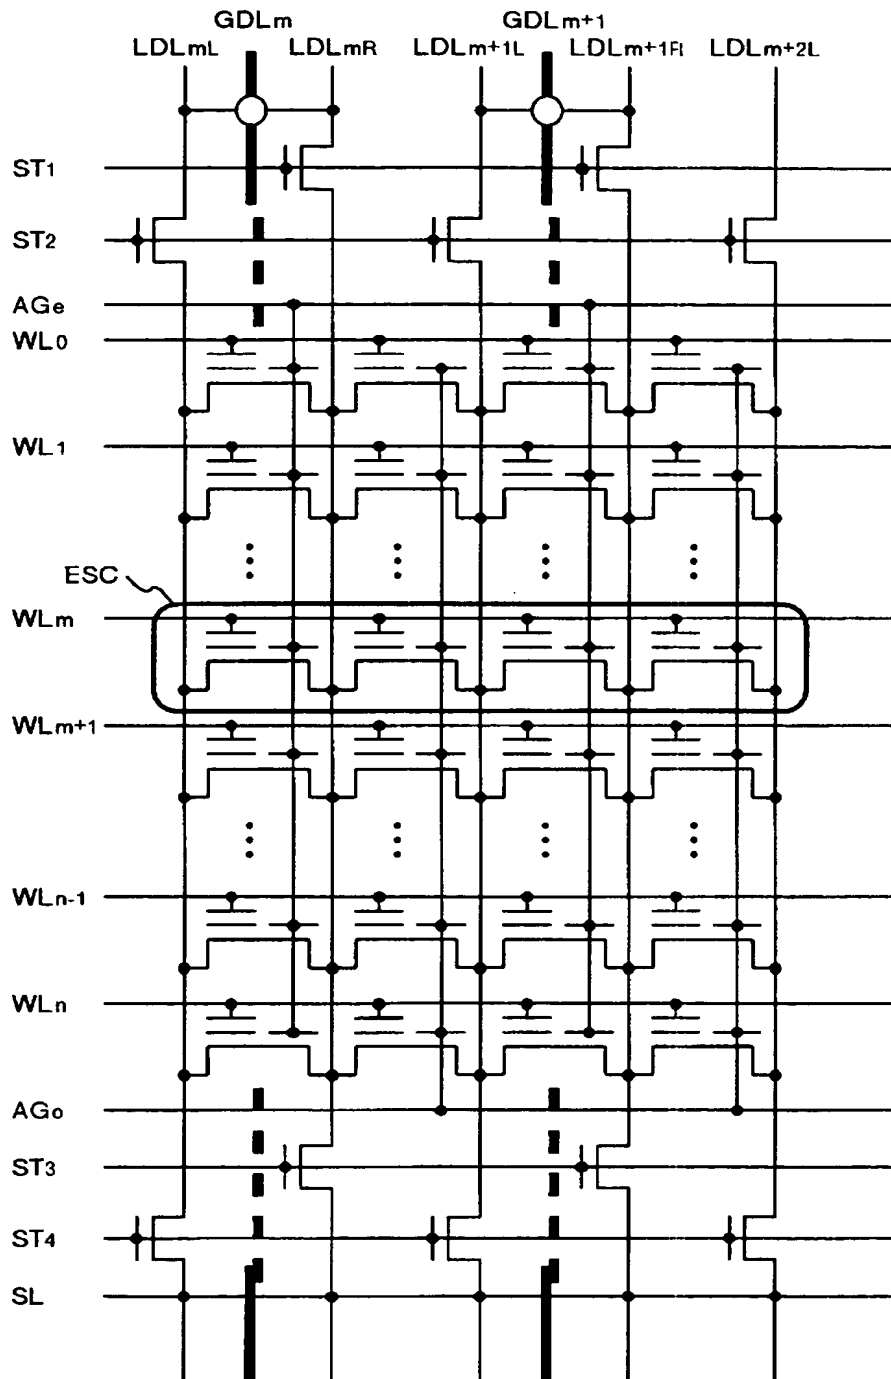 GDLm GDLm+1
LDLmL LDLmR LDLm+1L LDLm+1R LDLm+2L
ST1
ST2
AGe
WL0
WL1
ESC
WLm
WLm+1
WLn-1
WLn
AGo
ST3
ST4
SL